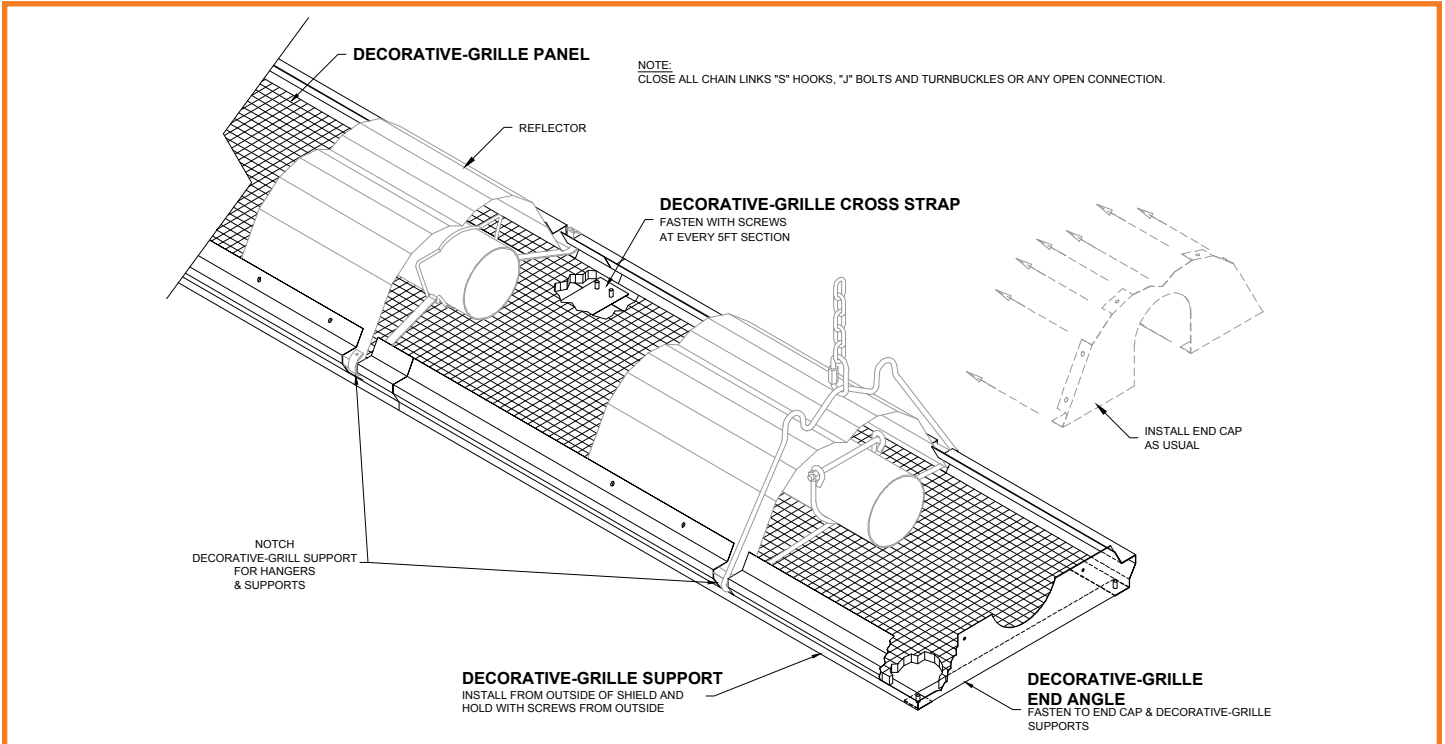 DECORATIVE-GRILLE PANEL
NOTE:
CLOSE ALL CHAIN LINKS "S" HOOKS, "J" BOLTS AND TURNBUCKLES OR ANY OPEN CONNECTION.
REFLECTOR
DECORATIVE-GRILLE CROSS STRAP
FASTEN WITH SCREWS
AT EVERY 5FT SECTION
INSTALL END CAP
AS USUAL
NOTCH
DECORATIVE-GRILL SUPPORT
FOR HANGERS
& SUPPORTS
DECORATIVE-GRILLE SUPPORT
INSTALL FROM OUTSIDE OF SHIELD AND
HOLD WITH SCREWS FROM OUTSIDE
DECORATIVE-GRILLE
END ANGLE
FASTEN TO END CAP & DECORATIVE-GRILLE
SUPPORTS